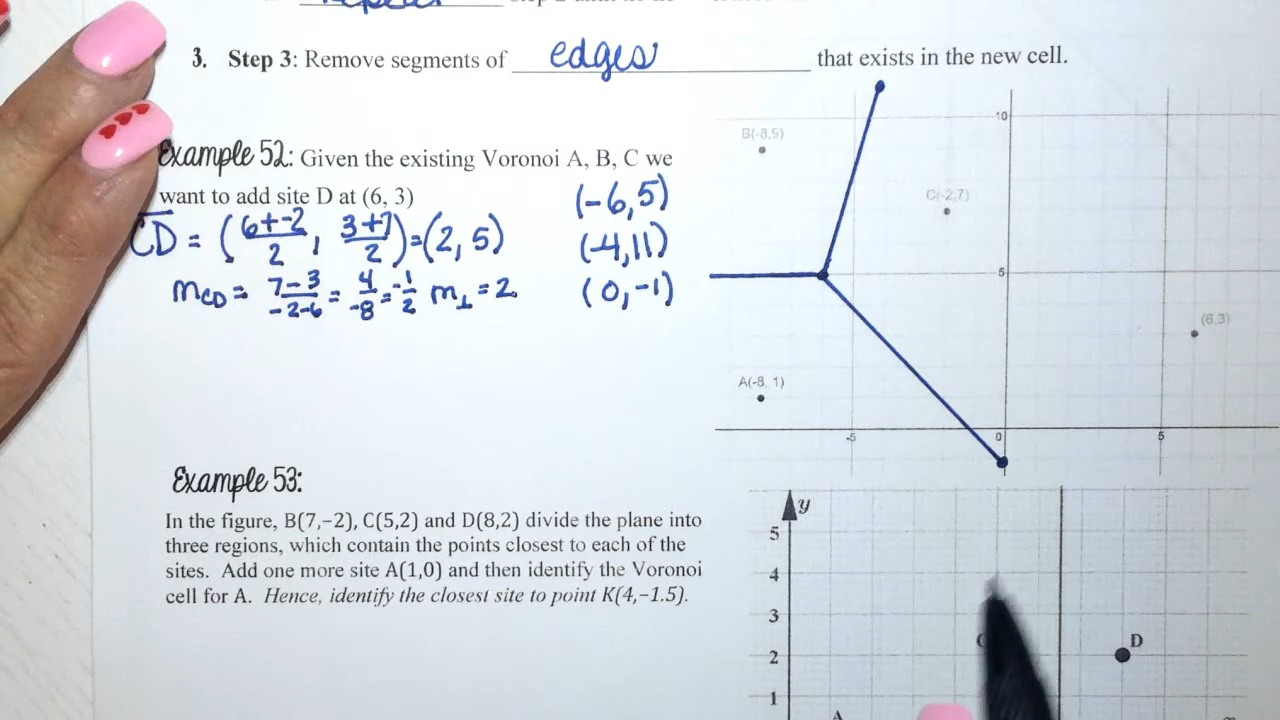 3. Step 3: Remove segments of edges that exists in the new cell.
Example 52: Given the existing Voronoi A, B, C we
want to add site D at (6, 3)
(-6,5)
CD = (6+-2/2, 3+7/2)=(2, 5)
(-4,11)
mCD = 7-3/-2-6 = 4/-8 = -1/2 m⊥ = 2
(0,-1)
10
B(-8,9)
C(-2,7)
5
(6,3)
A(-8, 1)
-5
0
5
Example 53:
In the figure, B(7,−2), C(5,2) and D(8,2) divide the plane into
three regions, which contain the points closest to each of the
sites. Add one more site A(1,0) and then identify the Voronoi
cell for A. Hence, identify the closest site to point K(4,−1.5).
y
5
4
3
D
2
1
A